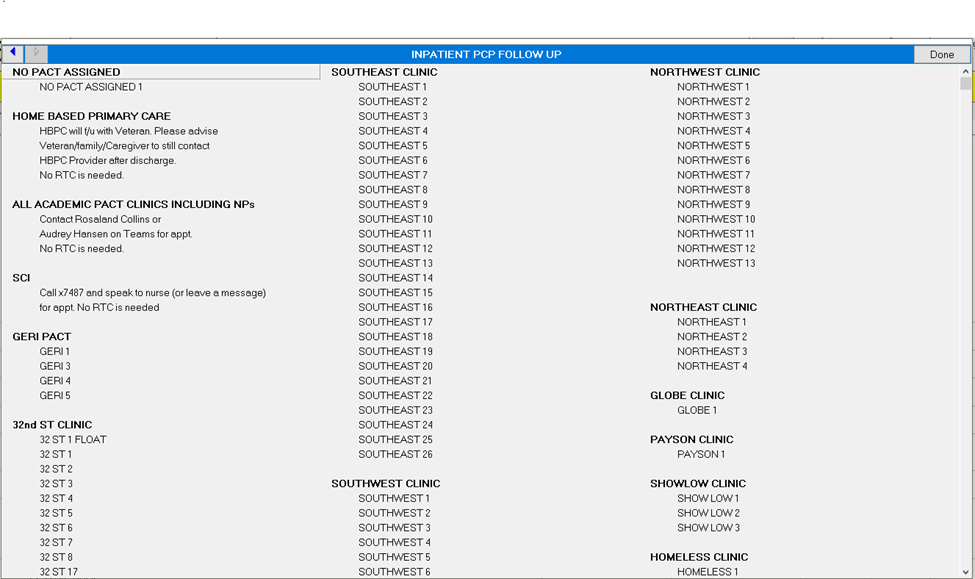 INPATIENT PCP FOLLOW UP
Done
NO PACT ASSIGNED
NO PACT ASSIGNED 1
HOME BASED PRIMARY CARE
HBPC will f/u with Veteran. Please advise
Veteran/family/Caregiver to still contact
HBPC Provider after discharge.
No RTC is needed.
ALL ACADEMIC PACT CLINICS INCLUDING NPs
Contact Rosaland Collins or
Audrey Hansen on Teams for appt.
No RTC is needed.
SCI
Call x7487 and speak to nurse (or leave a message)
for appt. No RTC is needed
GERI PACT
GERI 1
GERI 3
GERI 4
GERI 5
32nd ST CLINIC
32 ST 1 FLOAT
32 ST 1
32 ST 2
32 ST 3
32 ST 4
32 ST 5
32 ST 6
32 ST 7
32 ST 8
32 ST 17
SOUTHEAST CLINIC
SOUTHEAST 1
SOUTHEAST 2
SOUTHEAST 3
SOUTHEAST 4
SOUTHEAST 5
SOUTHEAST 6
SOUTHEAST 7
SOUTHEAST 8
SOUTHEAST 9
SOUTHEAST 10
SOUTHEAST 11
SOUTHEAST 12
SOUTHEAST 13
SOUTHEAST 14
SOUTHEAST 15
SOUTHEAST 16
SOUTHEAST 17
SOUTHEAST 18
SOUTHEAST 19
SOUTHEAST 20
SOUTHEAST 21
SOUTHEAST 22
SOUTHEAST 23
SOUTHEAST 24
SOUTHEAST 25
SOUTHEAST 26
SOUTHWEST CLINIC
SOUTHWEST 1
SOUTHWEST 2
SOUTHWEST 3
SOUTHWEST 4
SOUTHWEST 5
SOUTHWEST 6
NORTHWEST CLINIC
NORTHWEST 1
NORTHWEST 2
NORTHWEST 3
NORTHWEST 4
NORTHWEST 5
NORTHWEST 6
NORTHWEST 7
NORTHWEST 8
NORTHWEST 9
NORTHWEST 10
NORTHWEST 11
NORTHWEST 12
NORTHWEST 13
NORTHEAST CLINIC
NORTHEAST 1
NORTHEAST 2
NORTHEAST 3
NORTHEAST 4
GLOBE CLINIC
GLOBE 1
PAYSON CLINIC
PAYSON 1
SHOWLOW CLINIC
SHOW LOW 1
SHOW LOW 2
SHOW LOW 3
HOMELESS CLINIC
HOMELESS 1